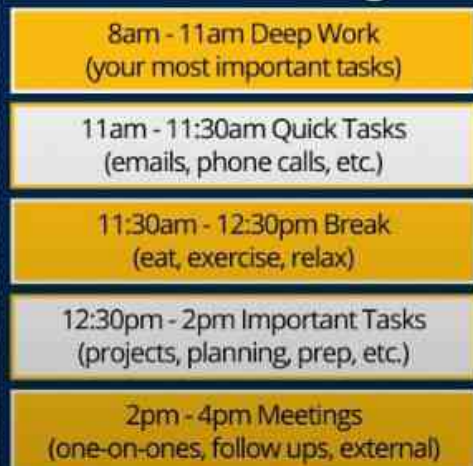 8am - 11am Deep Work
(your most important tasks)
11am - 11:30am Quick Tasks
(emails, phone calls, etc.)
11:30am - 12:30pm Break
(eat, exercise, relax)
12:30pm - 2pm Important Tasks
(projects, planning, prep, etc.)
2pm - 4pm Meetings
(one-on-ones, follow ups, external)